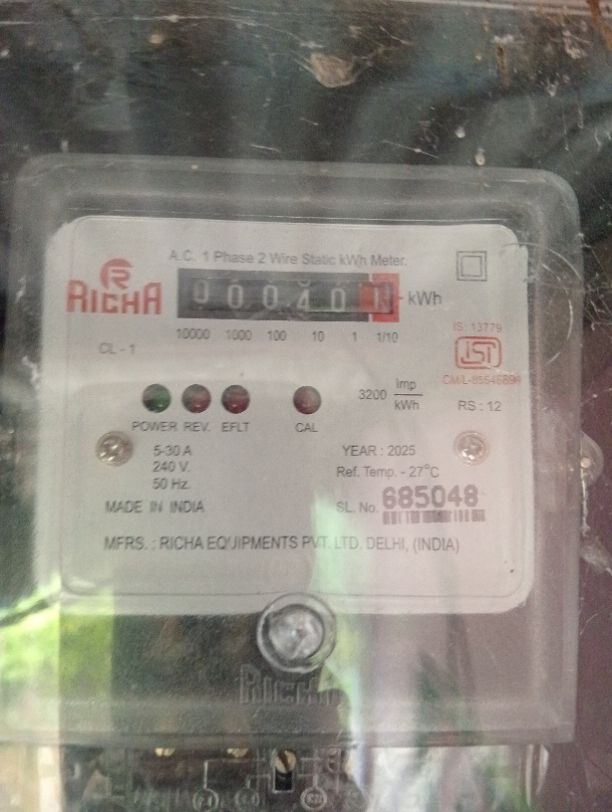 A.C. 1 Phase 2 Wire Static kWh Meter.
R
RICHA
00040
kWh
10000 1000 100 10 1 1/10
CL - 1
IS: 13779
ISI
3200 Imp/kWh
RS : 12
POWER REV. EFLT CAL
5-30 A
240 V.
50 Hz.
YEAR : 2025
Ref. Temp. - 27°C
MADE IN INDIA
SL. No. 685048
MFRS. : RICHA EQUIPMENTS PVT. LTD. DELHI, (INDIA)
RICHA